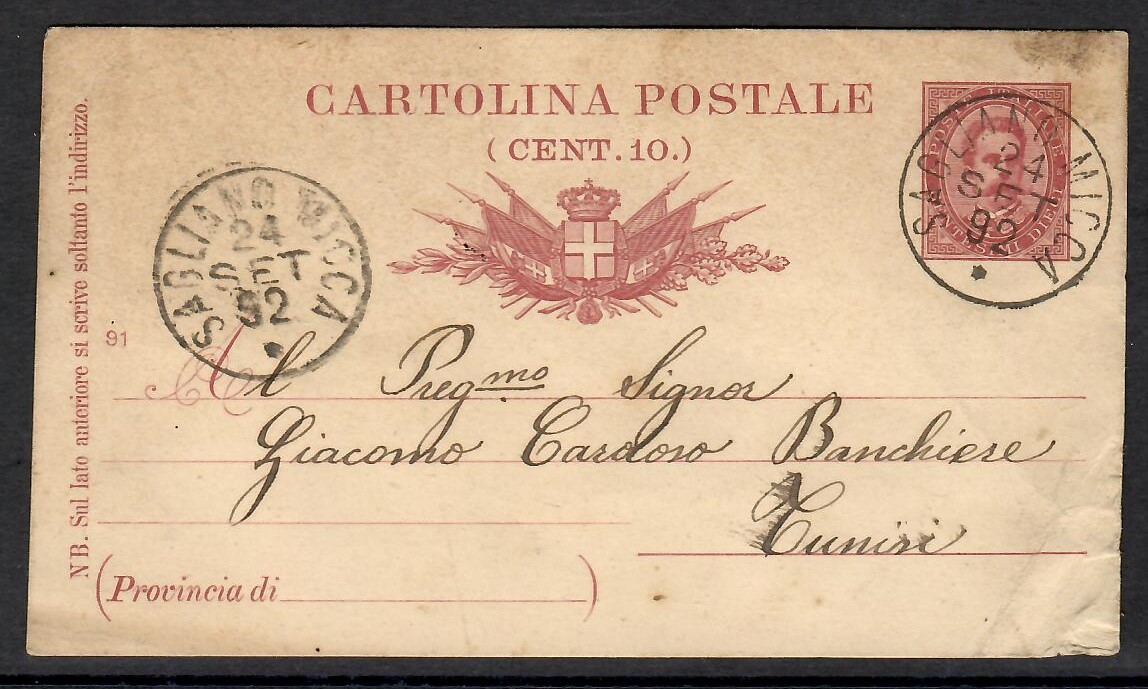 CARTOLINA POSTALE
(CENT. 10.)
SAGLIANO MICCA
24
SET
92
SAGLIANO MICCA
24
SET
92
91
Al Preg.mo Signor
Giacomo Cardoso Banchiere
Tunisi
(Provincia di)
NB. Sul lato anteriore si scrive soltanto l'indirizzo.